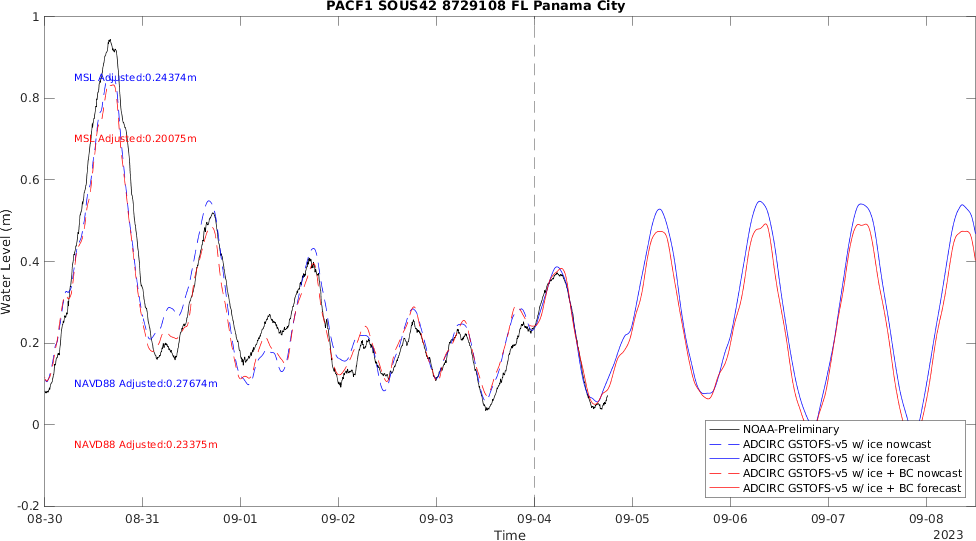 PACF1 SOUS42 8729108 FL Panama City
1
MSL Adjusted:0.24374m
0.8
MSL Adjusted:0.20075m
0.6
Water Level (m)
0.4
0.2
NAVD88 Adjusted:0.27674m
0
NAVD88 Adjusted:0.23375m
NOAA-Preliminary
ADCIRC GSTOFS-v5 w/ ice nowcast
ADCIRC GSTOFS-v5 w/ ice forecast
ADCIRC GSTOFS-v5 w/ ice + BC nowcast
ADCIRC GSTOFS-v5 w/ ice + BC forecast
-0.2
08-30 08-31 09-01 09-02 09-03 09-04 09-05 09-06 09-07 09-08
Time
2023